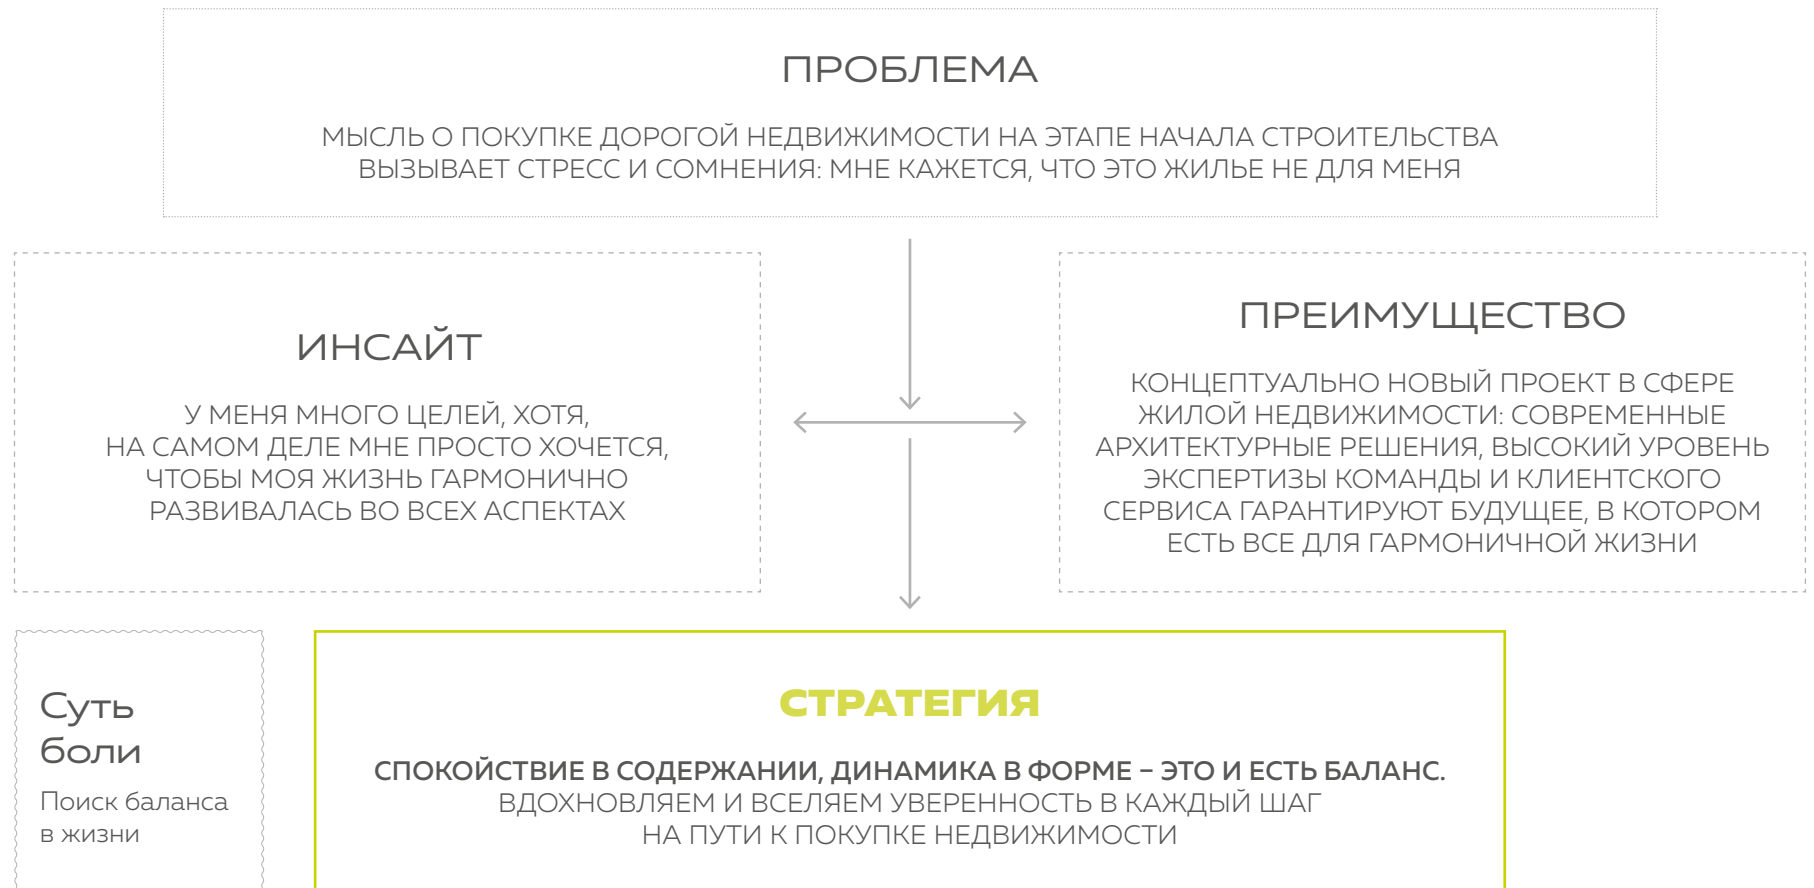 ПРОБЛЕМА
МЫСЛЬ О ПОКУПКЕ ДОРОГОЙ НЕДВИЖИМОСТИ НА ЭТАПЕ НАЧАЛА СТРОИТЕЛЬСТВА
ВЫЗЫВАЕТ СТРЕСС И СОМНЕНИЯ: МНЕ КАЖЕТСЯ, ЧТО ЭТО ЖИЛЬЕ НЕ ДЛЯ МЕНЯ
ИНСАЙТ
У МЕНЯ МНОГО ЦЕЛЕЙ, ХОТЯ,
НА САМОМ ДЕЛЕ МНЕ ПРОСТО ХОЧЕТСЯ,
ЧТОБЫ МОЯ ЖИЗНЬ ГАРМОНИЧНО
РАЗВИВАЛАСЬ ВО ВСЕХ АСПЕКТАХ
ПРЕИМУЩЕСТВО
КОНЦЕПТУАЛЬНО НОВЫЙ ПРОЕКТ В СФЕРЕ
ЖИЛОЙ НЕДВИЖИМОСТИ: СОВРЕМЕННЫЕ
АРХИТЕКТУРНЫЕ РЕШЕНИЯ, ВЫСОКИЙ УРОВЕНЬ
ЭКСПЕРТИЗЫ КОМАНДЫ И КЛИЕНТСКОГО
СЕРВИСА ГАРАНТИРУЮТ БУДУЩЕЕ, В КОТОРОМ
ЕСТЬ ВСЕ ДЛЯ ГАРМОНИЧНОЙ ЖИЗНИ
Суть
боли
Поиск баланса
в жизни
СТРАТЕГИЯ
СПОКОЙСТВИЕ В СОДЕРЖАНИИ, ДИНАМИКА В ФОРМЕ – ЭТО И ЕСТЬ БАЛАНС.
ВДОХНОВЛЯЕМ И ВСЕЛЯЕМ УВЕРЕННОСТЬ В КАЖДЫЙ ШАГ
НА ПУТИ К ПОКУПКЕ НЕДВИЖИМОСТИ